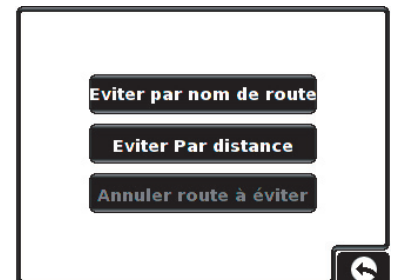 Eviter par nom de route
Eviter Par distance
Annuler route à éviter